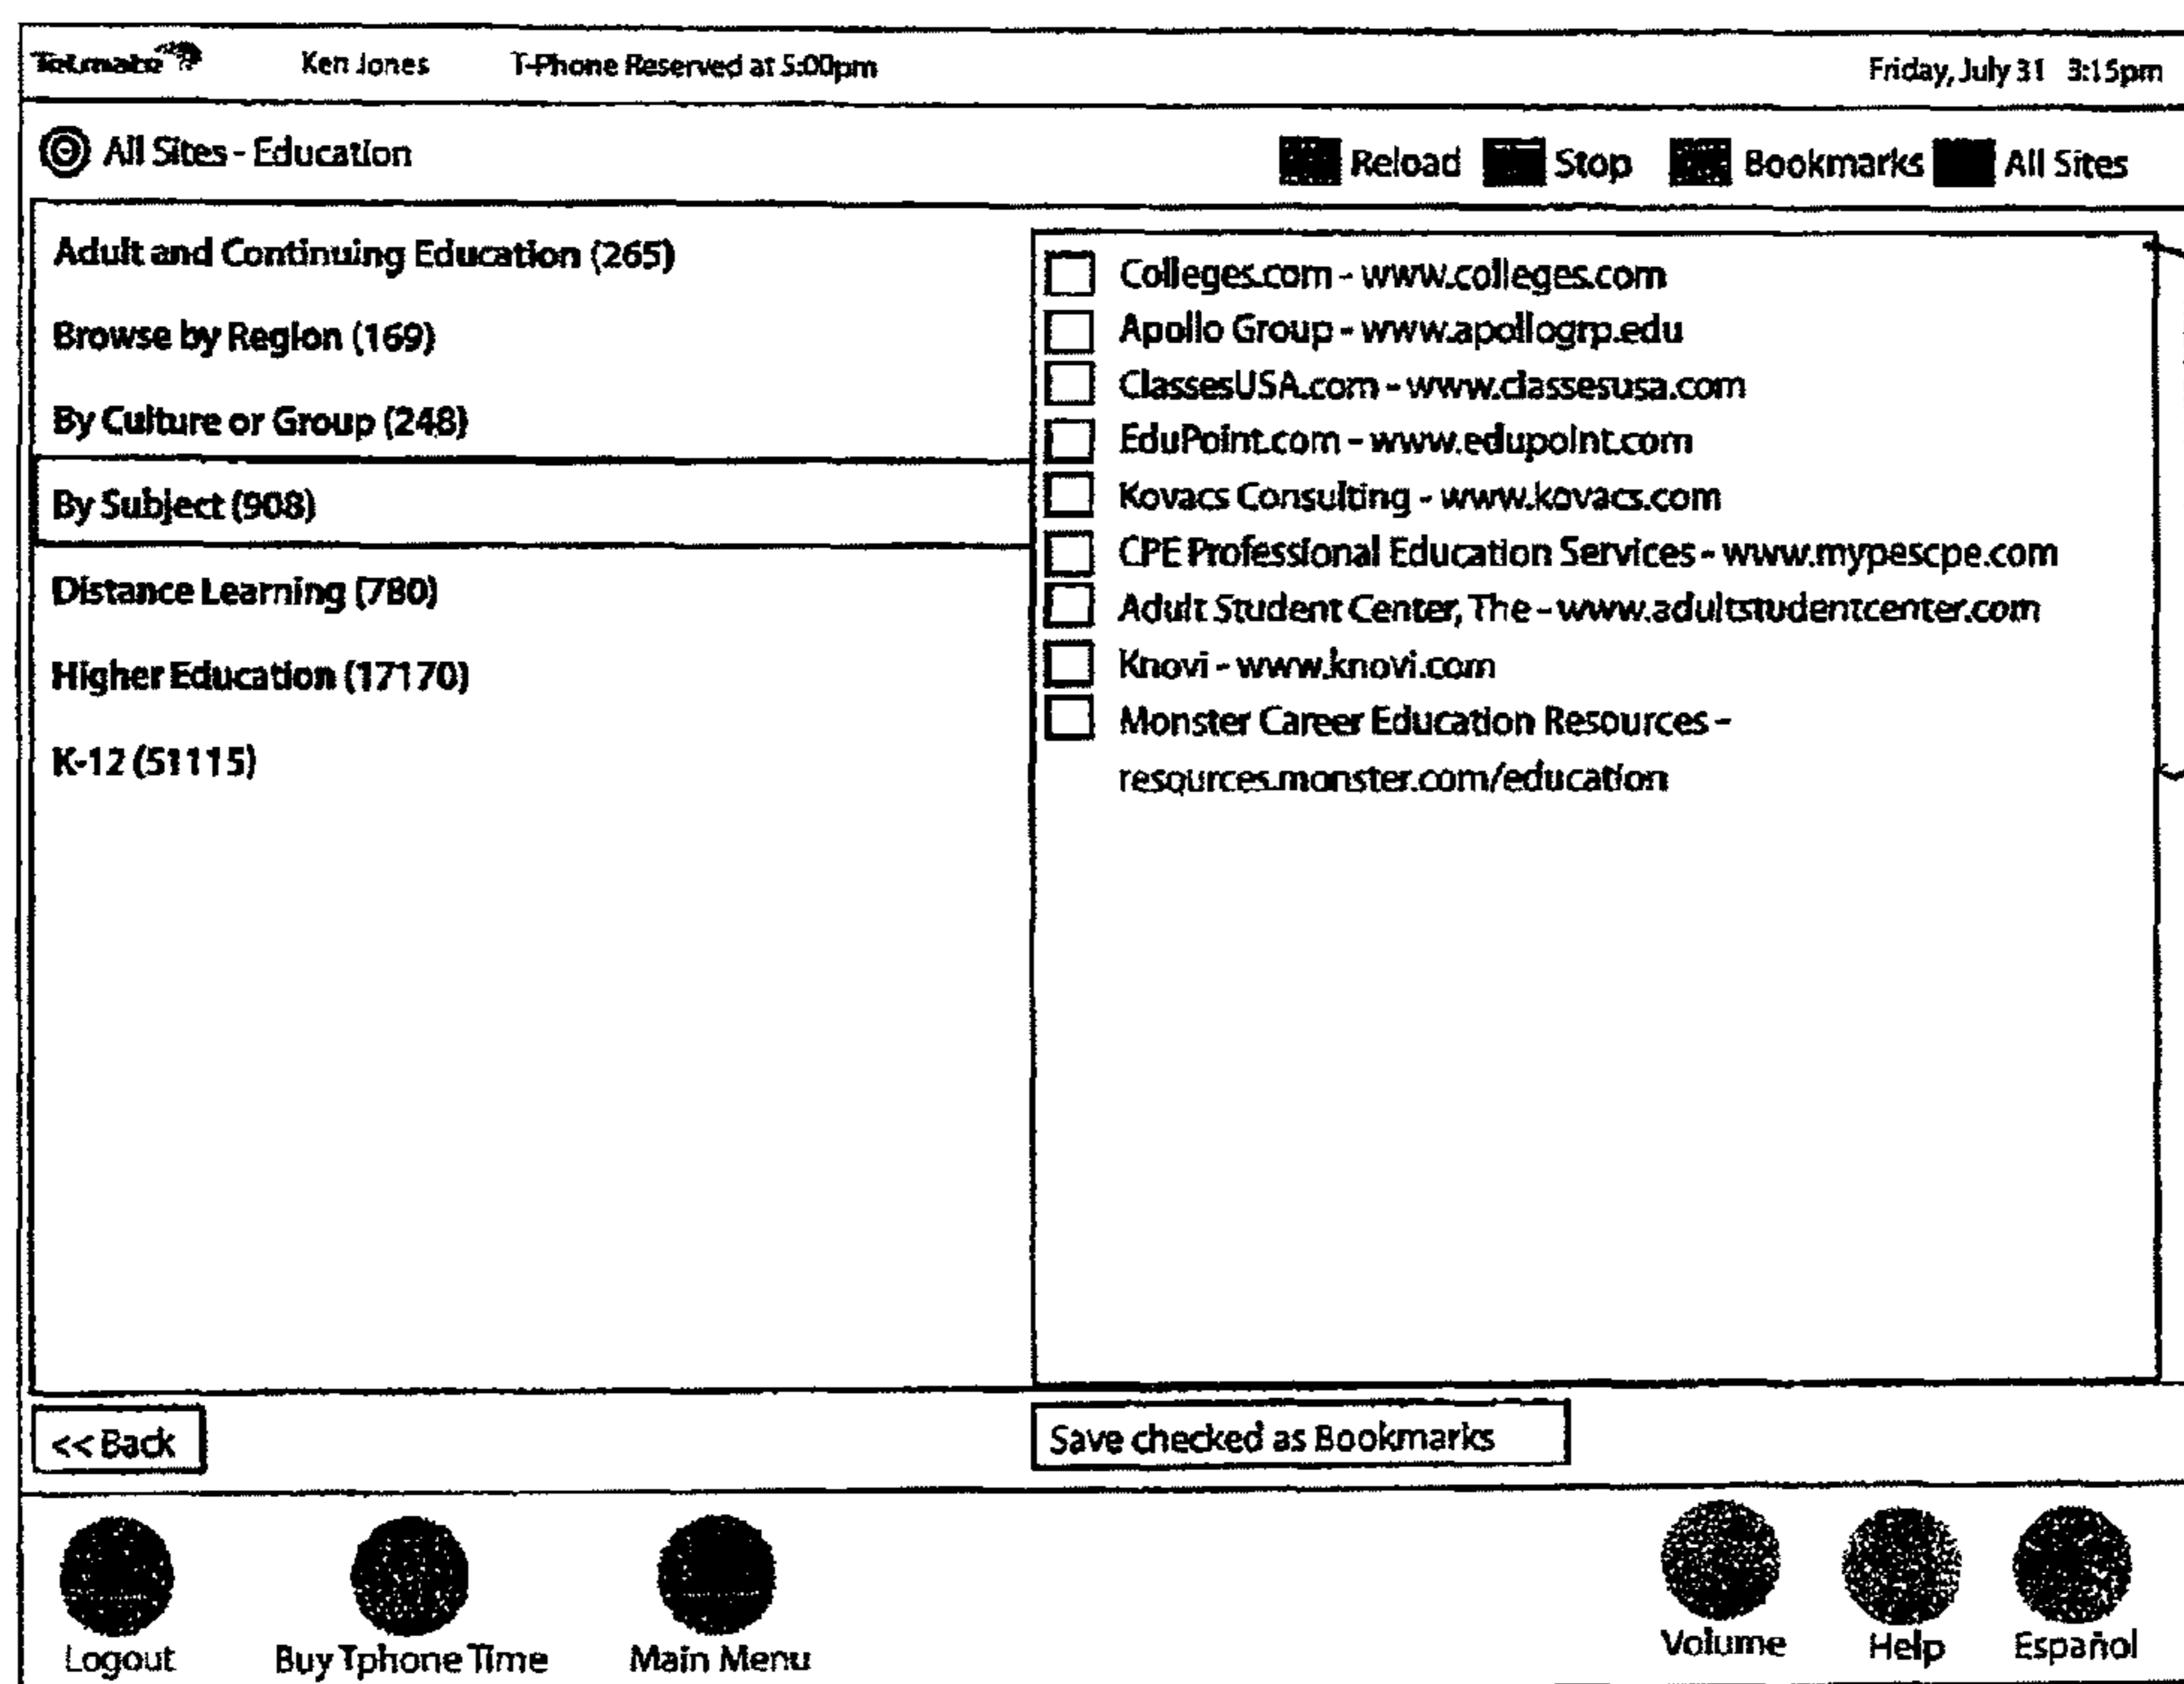 Telmate Ken Jones T-Phone Reserved at 5:00pm Friday, July 31 3:15pm
All Sites - Education Reload Stop Bookmarks All Sites
Adult and Continuing Education (265)
Browse by Region (169)
By Culture or Group (248)
By Subject (908)
Distance Learning (780)
Higher Education (17170)
K-12 (51115)
Colleges.com - www.colleges.com
Apollo Group - www.apollogrp.edu
ClassesUSA.com - www.classesusa.com
EduPoint.com - www.edupoint.com
Kovacs Consulting - www.kovacs.com
CPE Professional Education Services - www.mypescpe.com
Adult Student Center, The - www.adultstudentcenter.com
Knovi - www.knovi.com
Monster Career Education Resources -
resources.monster.com/education
<< Back Save checked as Bookmarks
Logout Buy Tphone Time Main Menu Volume Help Español